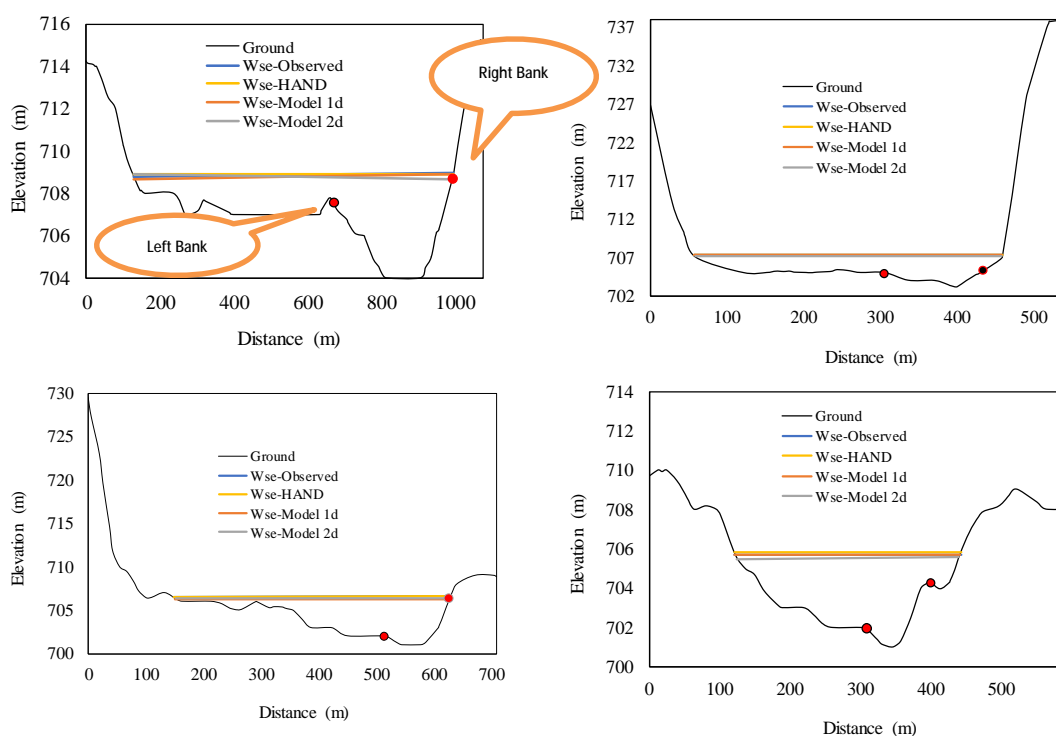 716
714
712
710
708
706
704
Elevation (m)
Ground
Wse-Observed
Wse-HAND
Wse-Model 1d
Wse-Model 2d
Right Bank
Left Bank
0 200 400 600 800 1000
Distance (m)
737
732
727
722
717
712
707
702
Elevation (m)
Ground
Wse-Observed
Wse-HAND
Wse-Model 1d
Wse-Model 2d
0 100 200 300 400 500
Distance (m)
730
725
720
715
710
705
700
Elevation (m)
Ground
Wse-Observed
Wse-HAND
Wse-Model 1d
Wse-Model 2d
0 100 200 300 400 500 600 700
Distance (m)
714
712
710
708
706
704
702
700
Elevation (m)
Ground
Wse-Observed
Wse-HAND
Wse-Model 1d
Wse-Model 2d
0 100 200 300 400 500
Distance (m)